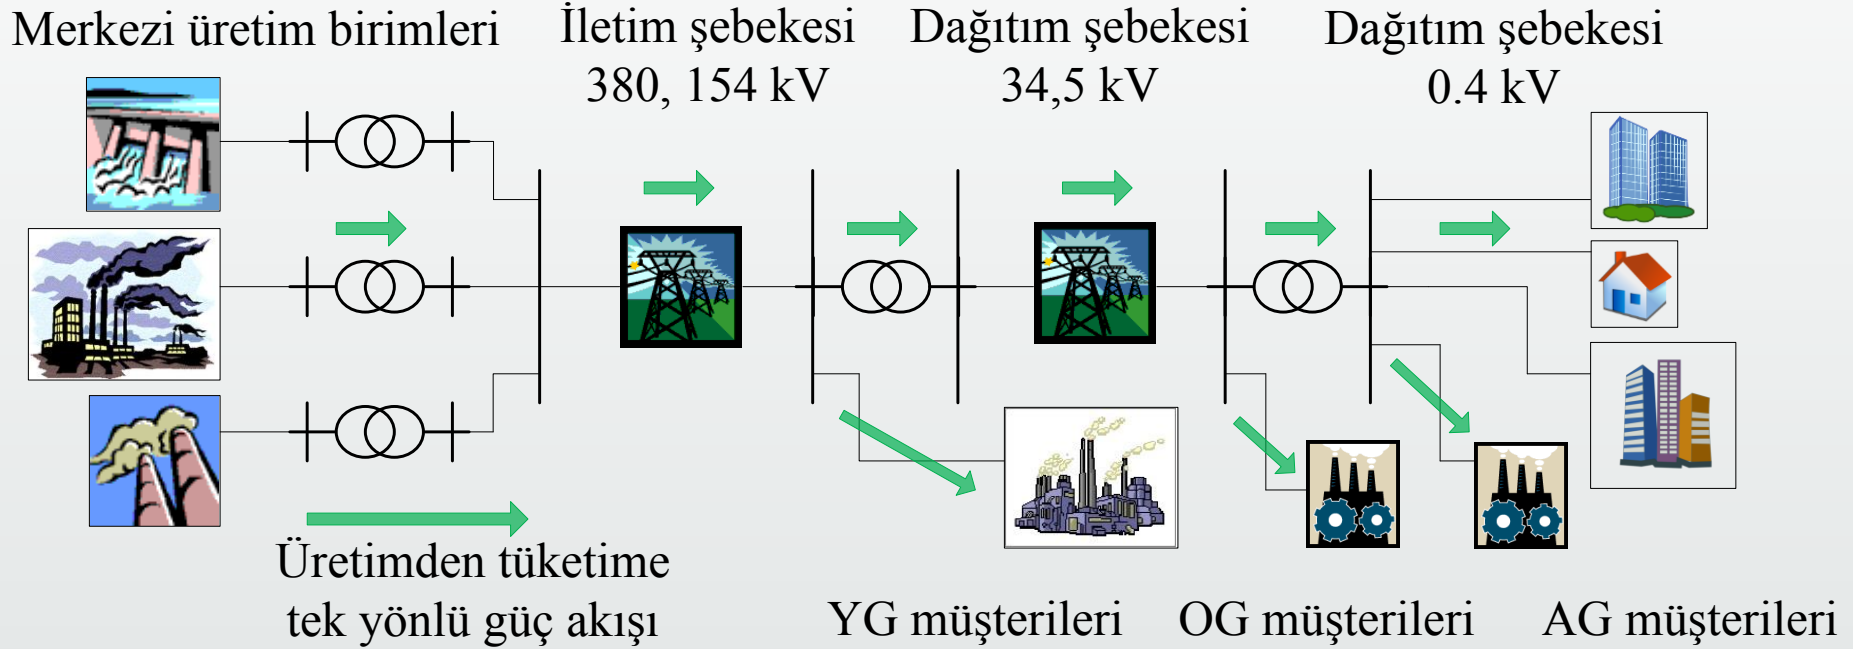 Merkezi üretim birimleri
İletim şebekesi
380, 154 kV
Dağıtım şebekesi
34,5 kV
Dağıtım şebekesi
0.4 kV
Üretimden tüketime
tek yönlü güç akışı
YG müşterileri
OG müşterileri
AG müşterileri